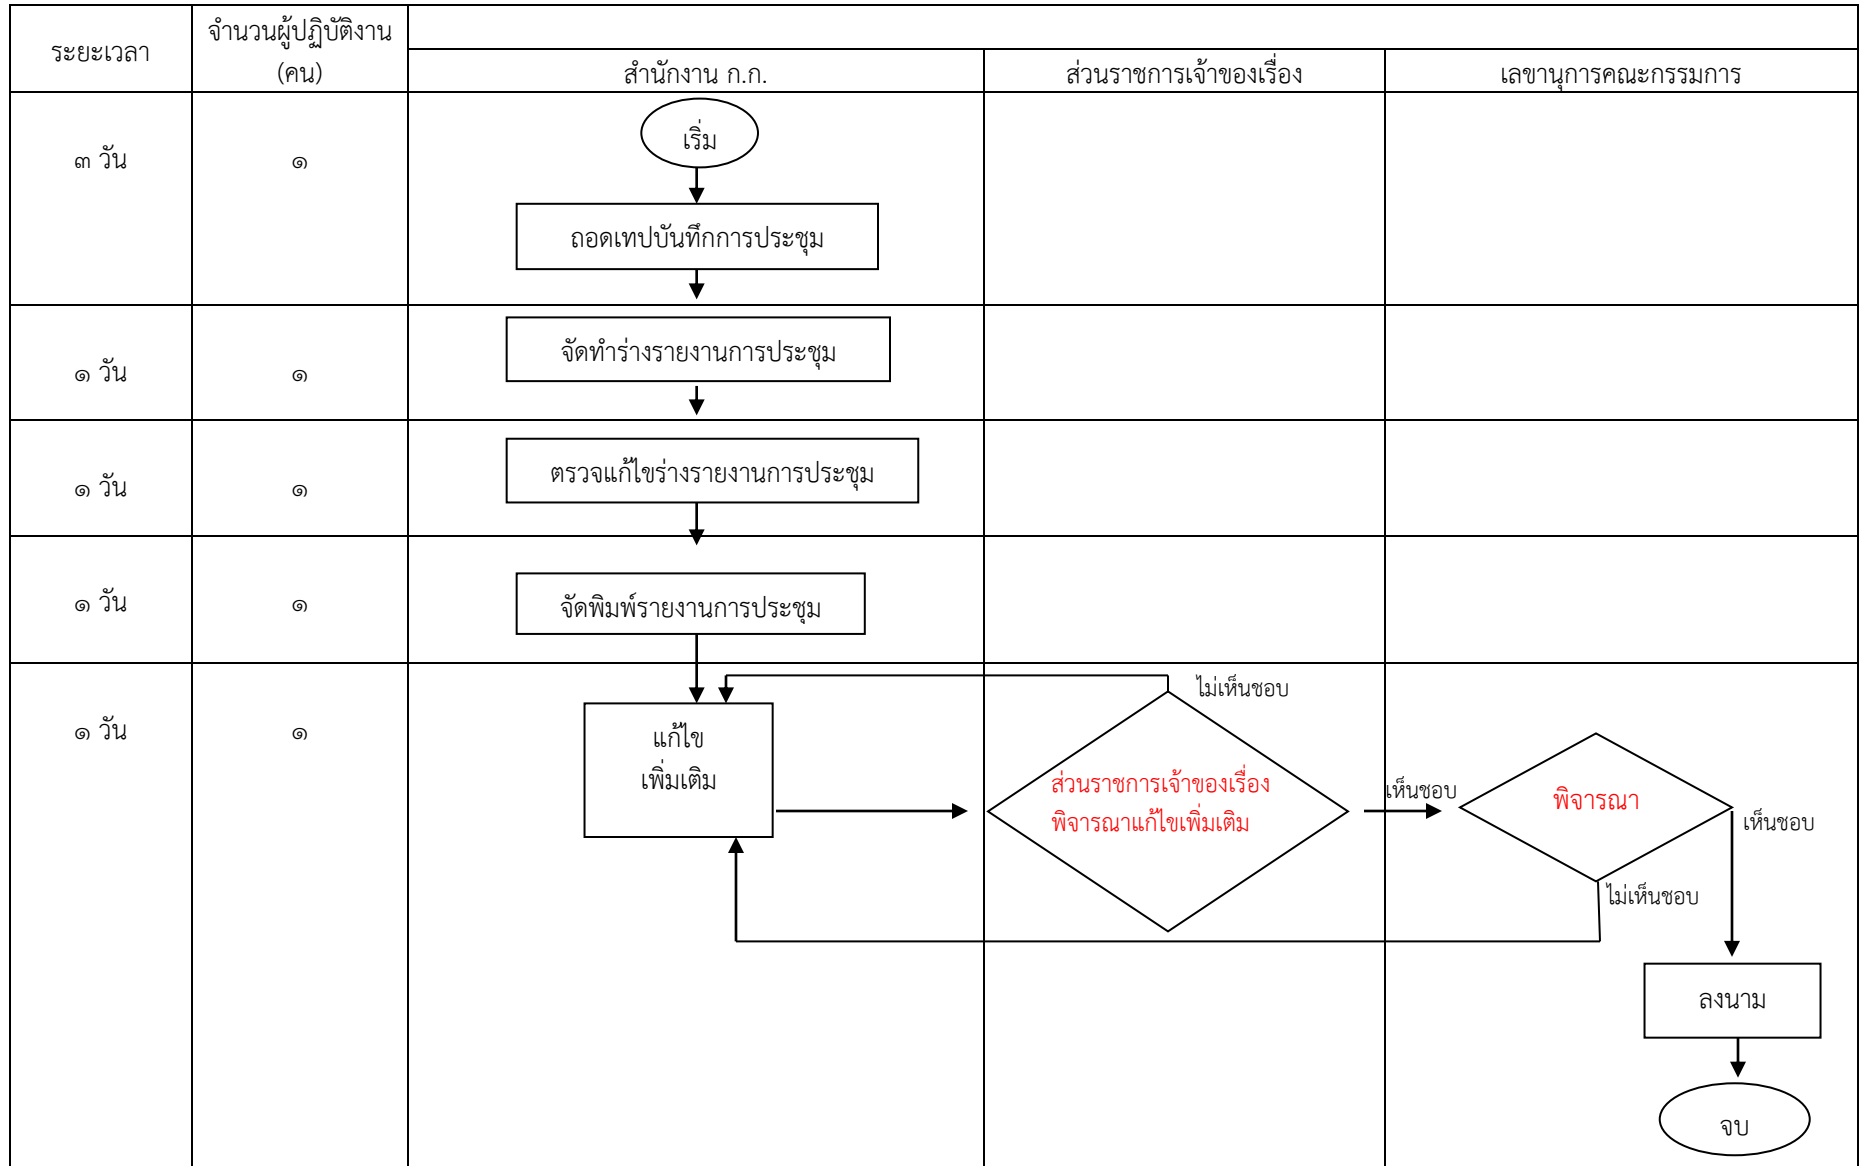 ระยะเวลา
จำนวนผู้ปฏิบัติงาน
(คน)
สำนักงาน ก.ก.
ส่วนราชการเจ้าของเรื่อง
เลขานุการคณะกรรมการ
๓ วัน
๑
เริ่ม
ถอดเทปบันทึกการประชุม
๑ วัน
๑
จัดทำร่างรายงานการประชุม
๑ วัน
๑
ตรวจแก้ไขร่างรายงานการประชุม
๑ วัน
๑
จัดพิมพ์รายงานการประชุม
๑ วัน
๑
แก้ไข
เพิ่มเติม
ไม่เห็นชอบ
ส่วนราชการเจ้าของเรื่อง
พิจารณาแก้ไขเพิ่มเติม
เห็นชอบ
พิจารณา
เห็นชอบ
ไม่เห็นชอบ
ลงนาม
จบ